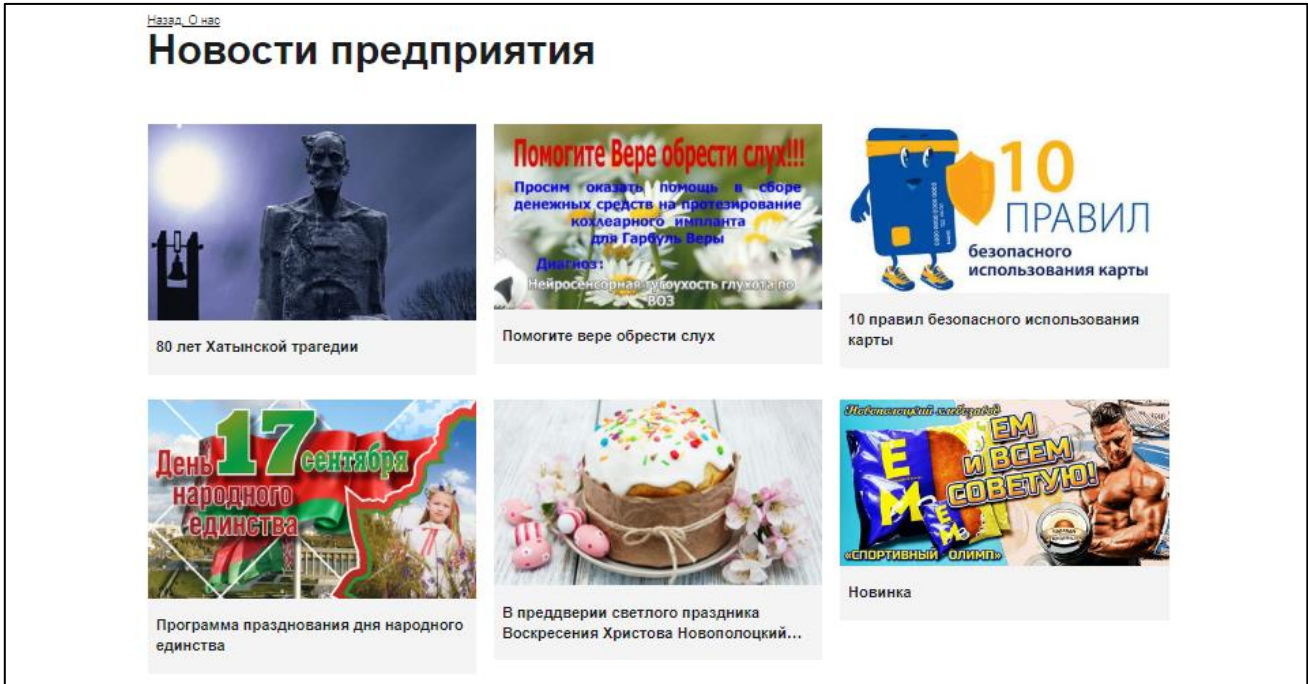 Назад, О нас
Новости предприятия
80 лет Хатынской трагедии
Помогите Вере обрести слух!!!
Просим оказать помощь в сборе
денежных средств на протезирование
кохлеарного импланта
для Гарбуль Веры
Диагноз:
Нейросенсорная тугоухость глухота по
ВОЗ
Помогите вере обрести слух
10
ПРАВИЛ
безопасного
использования карты
10 правил безопасного использования
карты
17
День
сентября
народного
единства
Программа празднования дня народного
единства
В преддверии светлого праздника
Воскресения Христова Новополоцкий...
Новополоцкий хлебозавод
ЕМ
и ВСЕМ
СОВЕТУЮ!
ЕМ
ЕМ
«СПОРТИВНЫЙ ОЛИМП»
Новинка